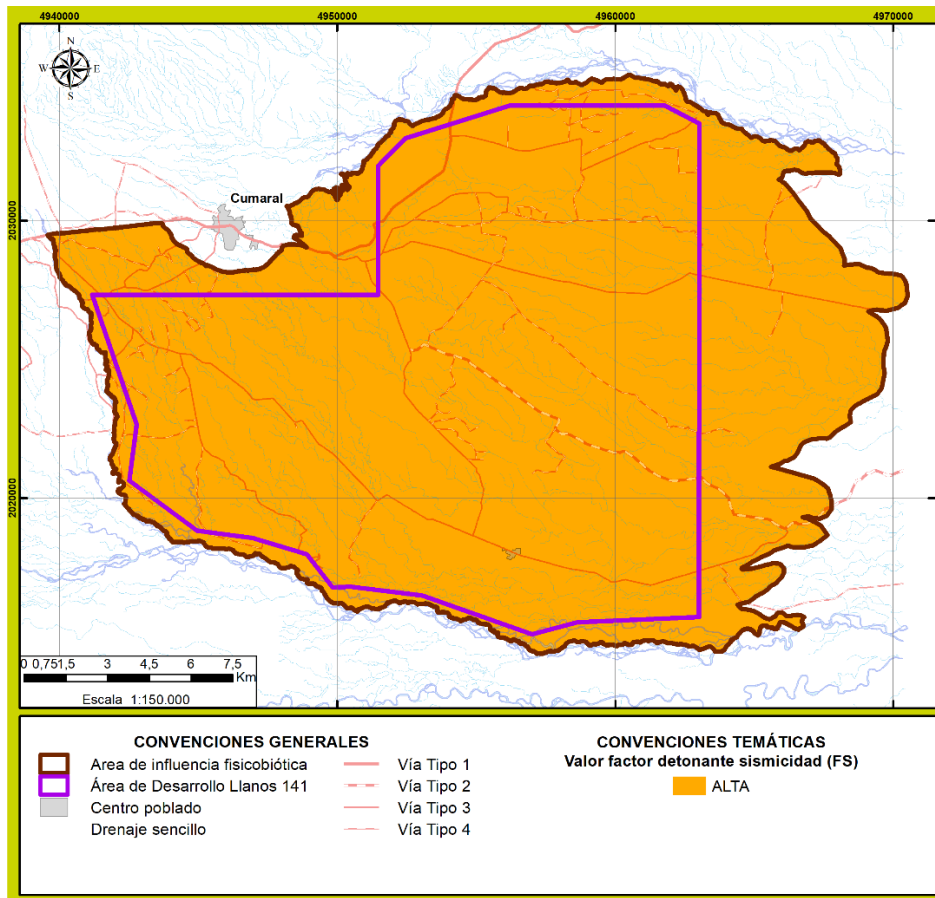 4940000 4950000 4960000 4970000
N
W E
S
Cumaral
2030000
2020000
0 0,751,5 3 4,5 6 7,5
Km
Escala 1:150.000
CONVENCIONES GENERALES
Area de influencia fisicobiótica
Área de Desarrollo Llanos 141
Centro poblado
Drenaje sencillo
Vía Tipo 1
Vía Tipo 2
Vía Tipo 3
Vía Tipo 4
CONVENCIONES TEMÁTICAS
Valor factor detonante sismicidad (FS)
ALTA